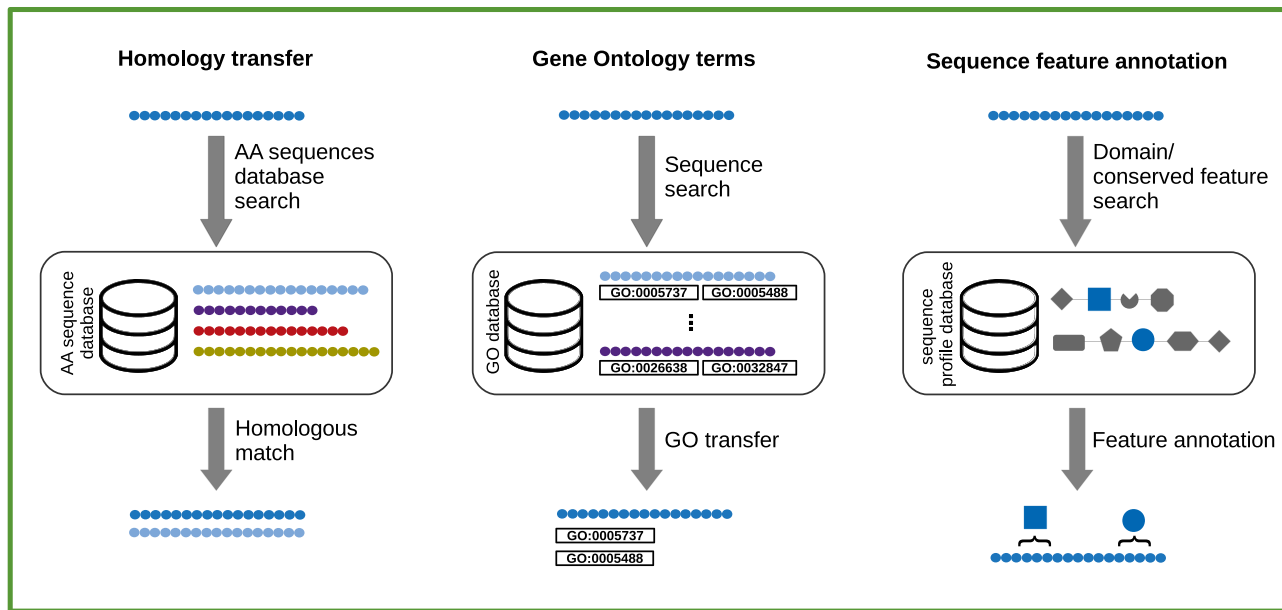 Homology transfer
AA sequences
database
search
AA sequence
database
Homologous
match
Gene Ontology terms
Sequence
search
GO database
GO:0005737 GO:0005488
GO:0026638 GO:0032847
GO transfer
GO:0005737
GO:0005488
Sequence feature annotation
Domain/
conserved feature
search
sequence
profile database
Feature annotation